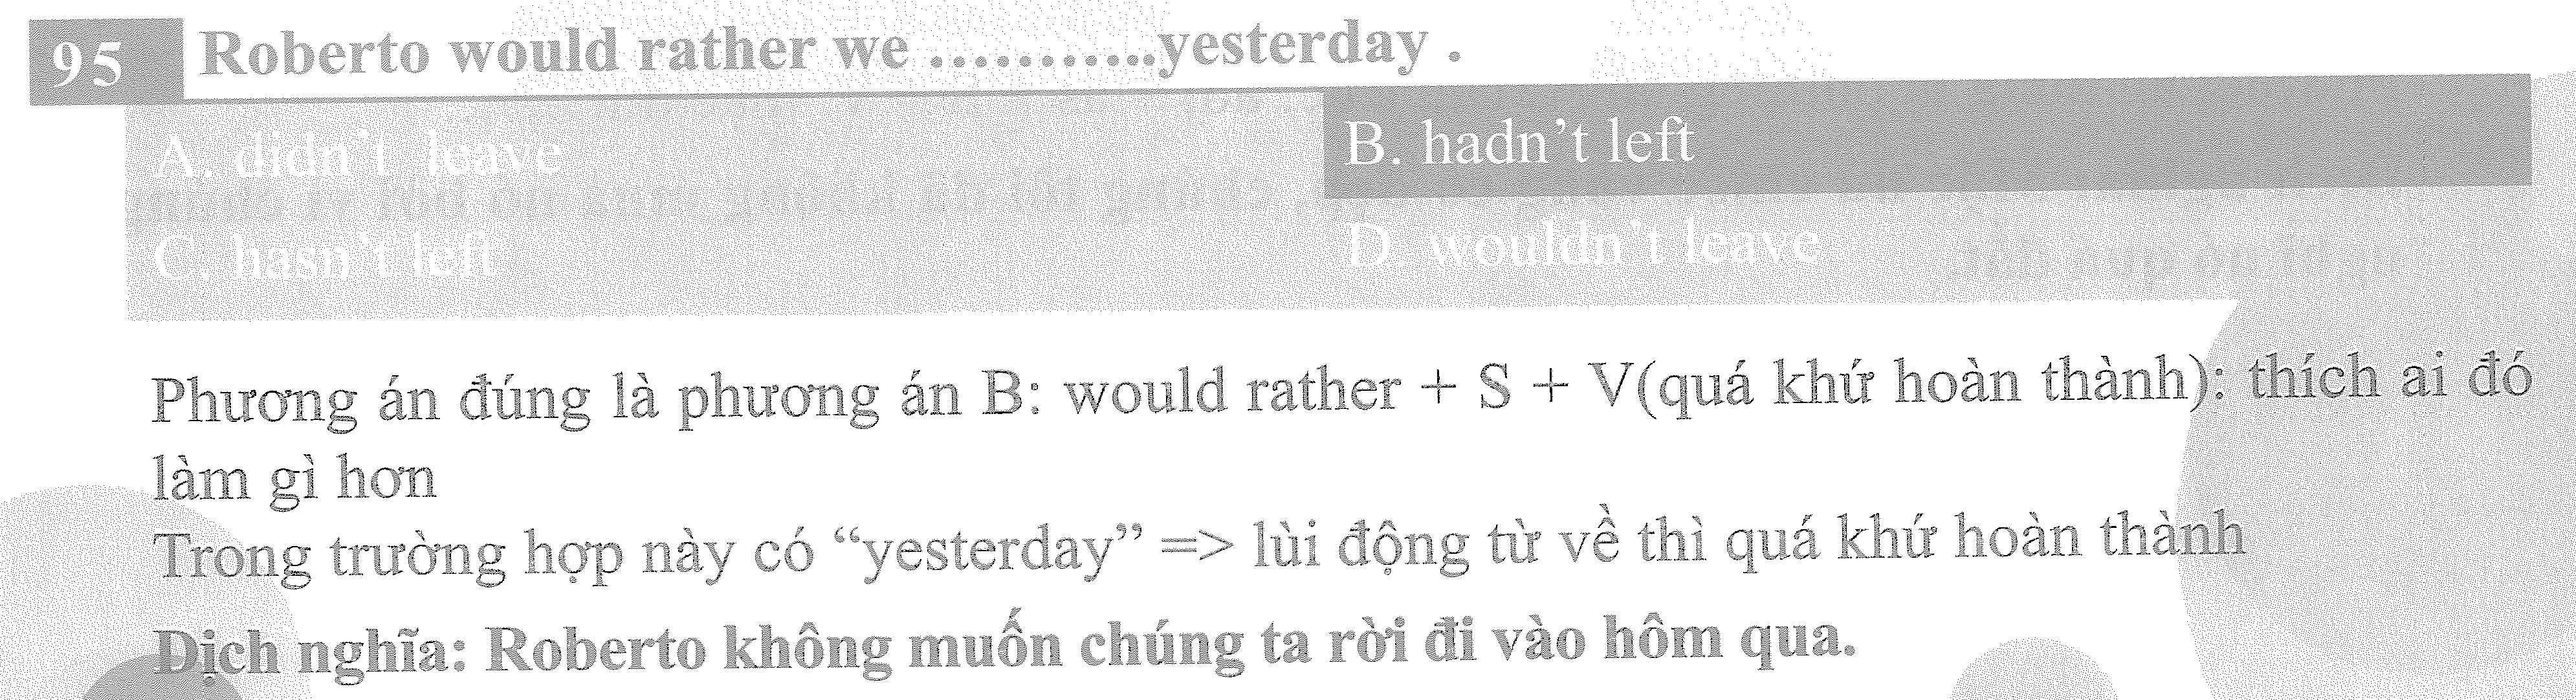 95 Roberto would rather we ...........yesterday .
A. didn't leave B. hadn't left
C. hasn't left D. wouldn't leave
Phương án đúng là phương án B: would rather + S + V(quá khứ hoàn thành): thích ai đó
làm gì hơn
Trong trường hợp này có “yesterday” => lùi động từ về thì quá khứ hoàn thành
Dịch nghĩa: Roberto không muốn chúng ta rời đi vào hôm qua.